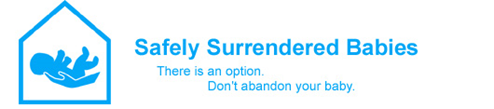 Safely Surrendered Babies
There is an option.
Don't abandon your baby.